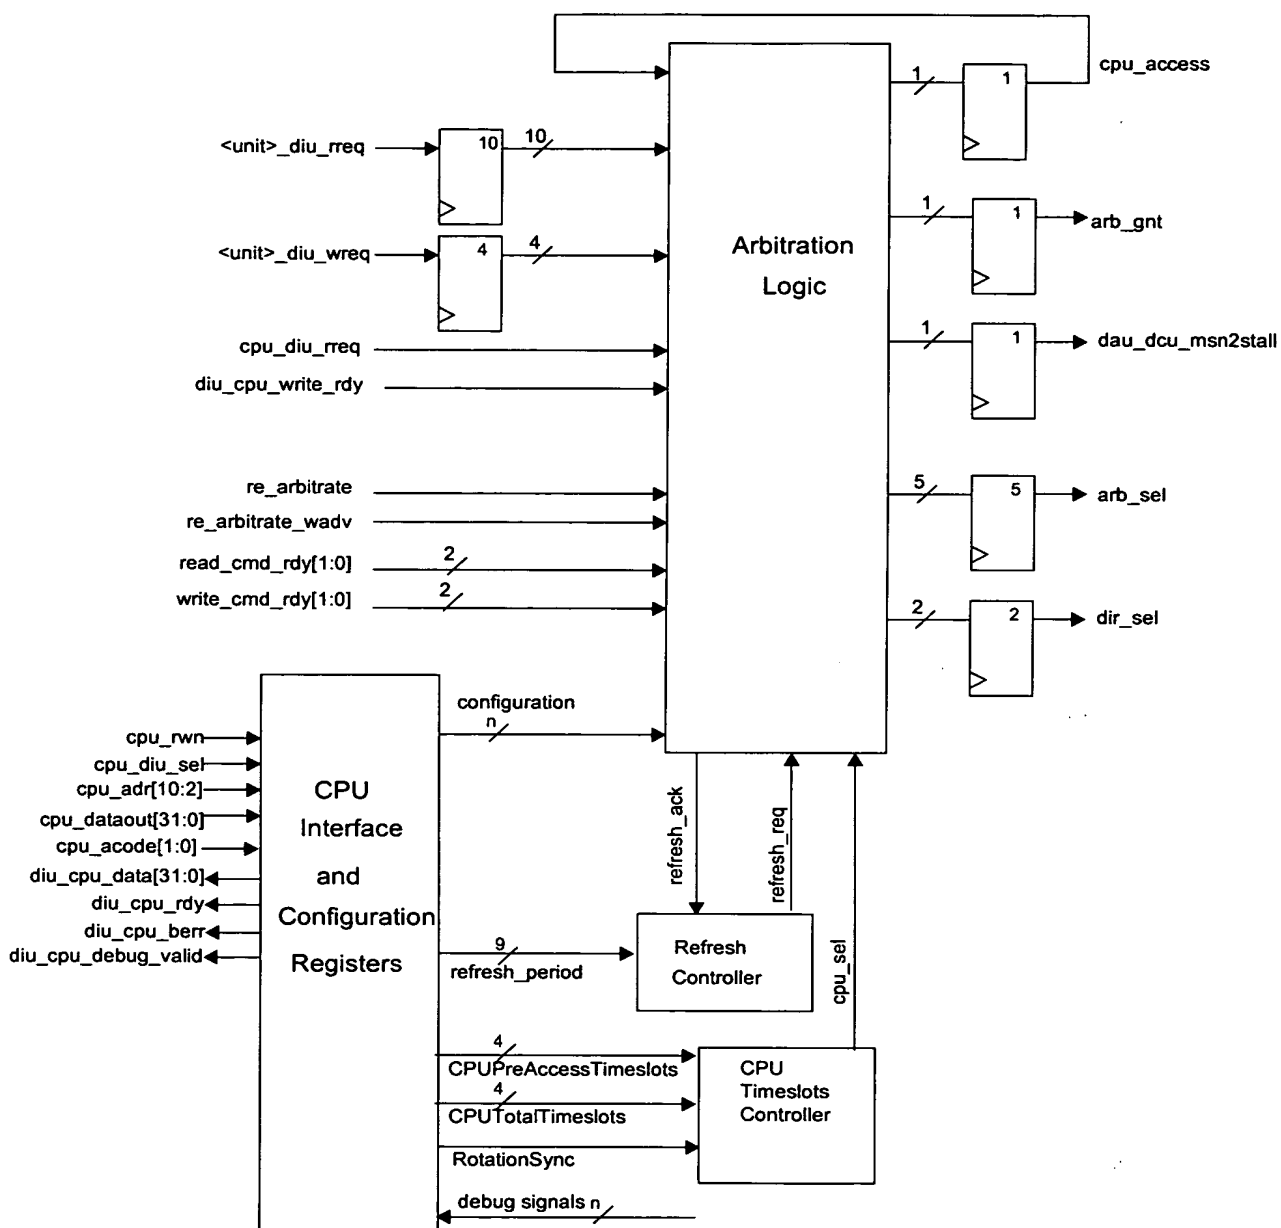 cpu_access
1
1
<unit>_diu_rreq
10
10
1
1
arb_gnt
<unit>_diu_wreq
4
4
Arbitration
Logic
1
1
dau_dcu_msn2stall
cpu_diu_rreq
diu_cpu_write_rdy
re_arbitrate
5
5
arb_sel
re_arbitrate_wadv
read_cmd_rdy[1:0]
2
write_cmd_rdy[1:0]
2
2
2
dir_sel
configuration
n
cpu_rwn
cpu_diu_sel
cpu_adr[10:2]
cpu_dataout[31:0]
cpu_acode[1:0]
diu_cpu_data[31:0]
diu_cpu_rdy
diu_cpu_berr
diu_cpu_debug_valid
CPU
Interface
and
Configuration
Registers
refresh_ack
refresh_req
cpu_sel
9
refresh_period
Refresh
Controller
4
CPUPreAccessTimeslots
4
CPUTotalTimeslots
RotationSync
CPU
Timeslots
Controller
debug signals n